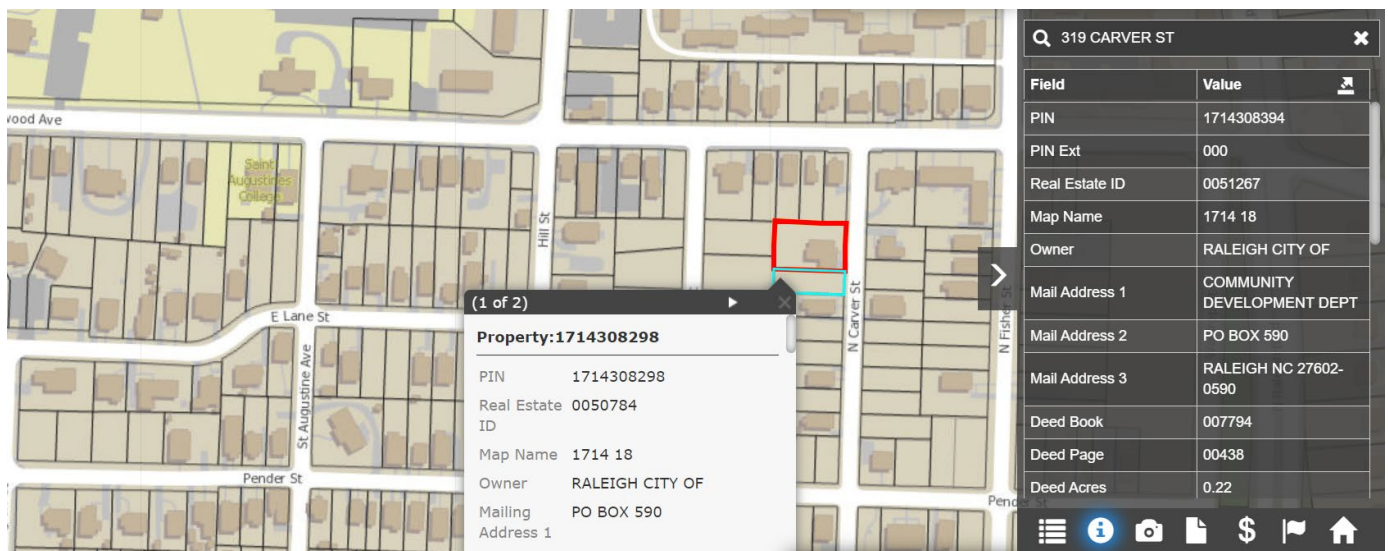 wood Ave
Saint
Augustines
College
Hill St
E Lane St
St Augustine Ave
Pender St
N Carver St
N Fisher St
Pender St
(1 of 2)
Property:1714308298
PIN 1714308298
Real Estate ID 0050784
Map Name 1714 18
Owner RALEIGH CITY OF
Mailing Address 1 PO BOX 590
319 CARVER ST
Field Value
PIN 1714308394
PIN Ext 000
Real Estate ID 0051267
Map Name 1714 18
Owner RALEIGH CITY OF
Mail Address 1 COMMUNITY DEVELOPMENT DEPT
Mail Address 2 PO BOX 590
Mail Address 3 RALEIGH NC 27602-0590
Deed Book 007794
Deed Page 00438
Deed Acres 0.22